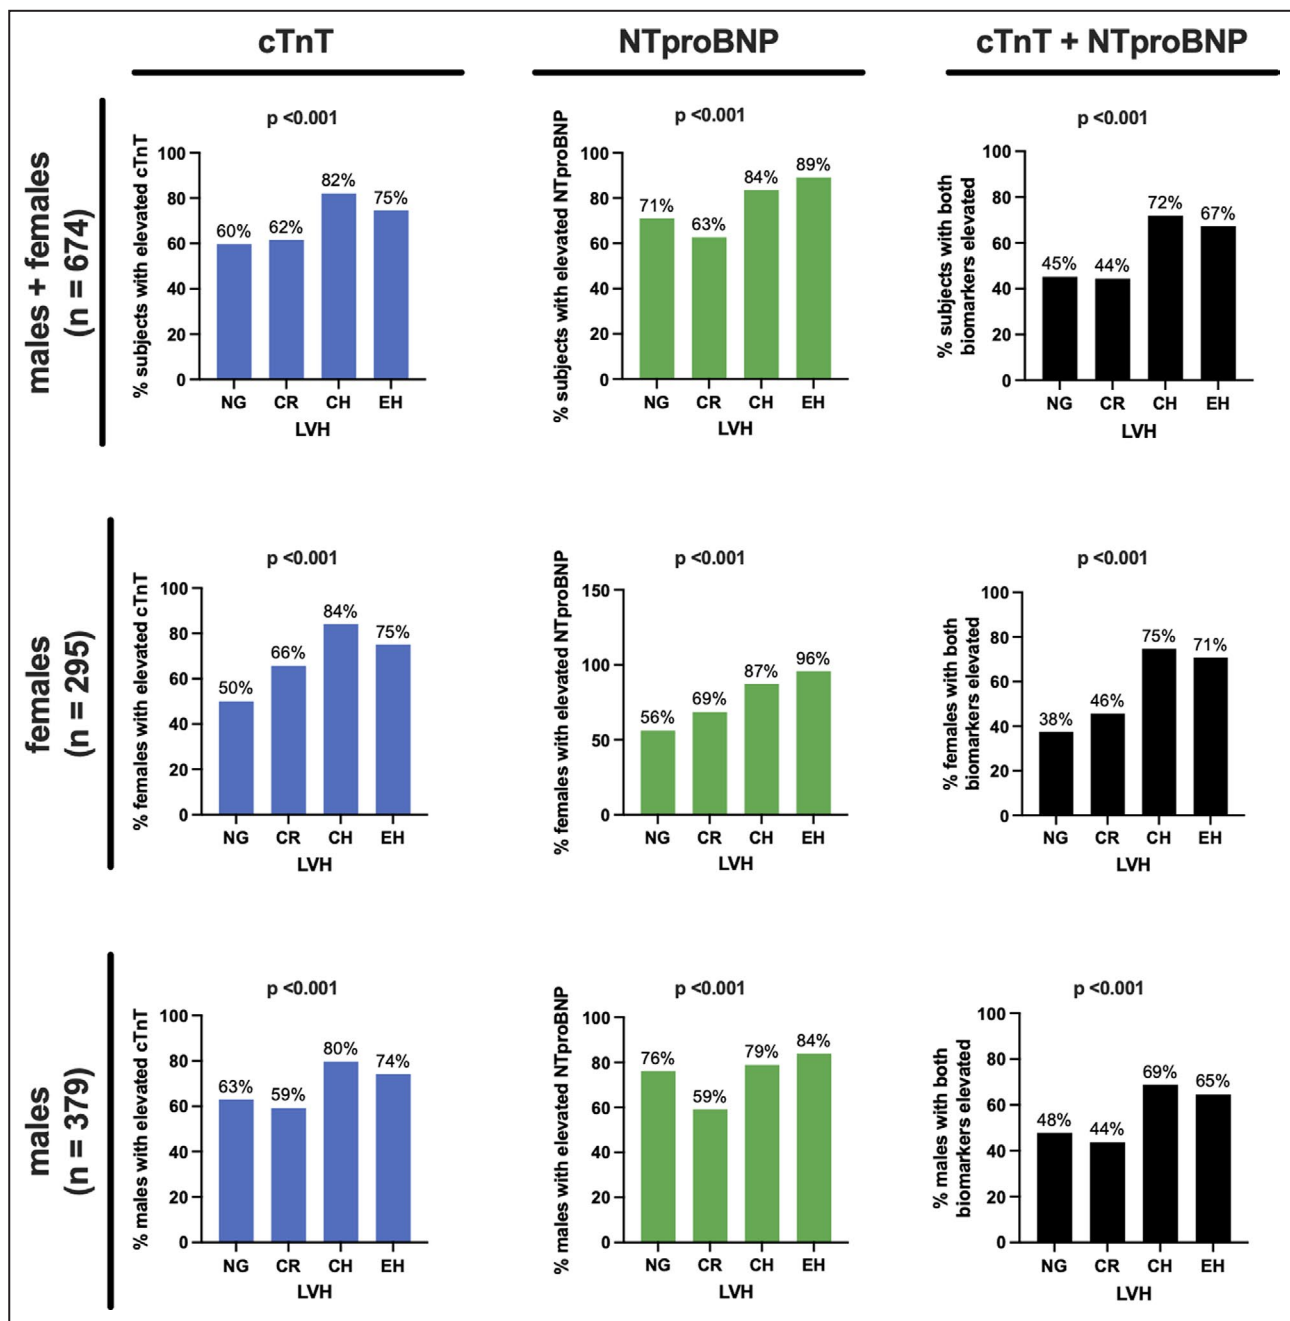 cTnT
NTproBNP
cTnT + NTproBNP
males + females
(n = 674)
p <0.001
% subjects with elevated cTnT
100
80
60
40
20
0
60%
62%
82%
75%
NG CR CH EH
LVH
p <0.001
% subjects with elevated NTproBNP
100
80
60
40
20
0
71%
63%
84%
89%
NG CR CH EH
LVH
p <0.001
% subjects with both
biomarkers elevated
100
80
60
40
20
0
45%
44%
72%
67%
NG CR CH EH
LVH
females
(n = 295)
p <0.001
% females with elevated cTnT
100
80
60
40
20
0
50%
66%
84%
75%
NG CR CH EH
LVH
p <0.001
% females with elevated NTproBNP
150
100
50
0
56%
69%
87%
96%
NG CR CH EH
LVH
p <0.001
% females with both
biomarkers elevated
100
80
60
40
20
0
38%
46%
75%
71%
NG CR CH EH
LVH
males
(n = 379)
p <0.001
% males with elevated cTnT
100
80
60
40
20
0
63%
59%
80%
74%
NG CR CH EH
LVH
p <0.001
% males with elevated NTproBNP
100
80
60
40
20
0
76%
59%
79%
84%
NG CR CH EH
LVH
p <0.001
% males with both
biomarkers elevated
100
80
60
40
20
0
48%
44%
69%
65%
NG CR CH EH
LVH